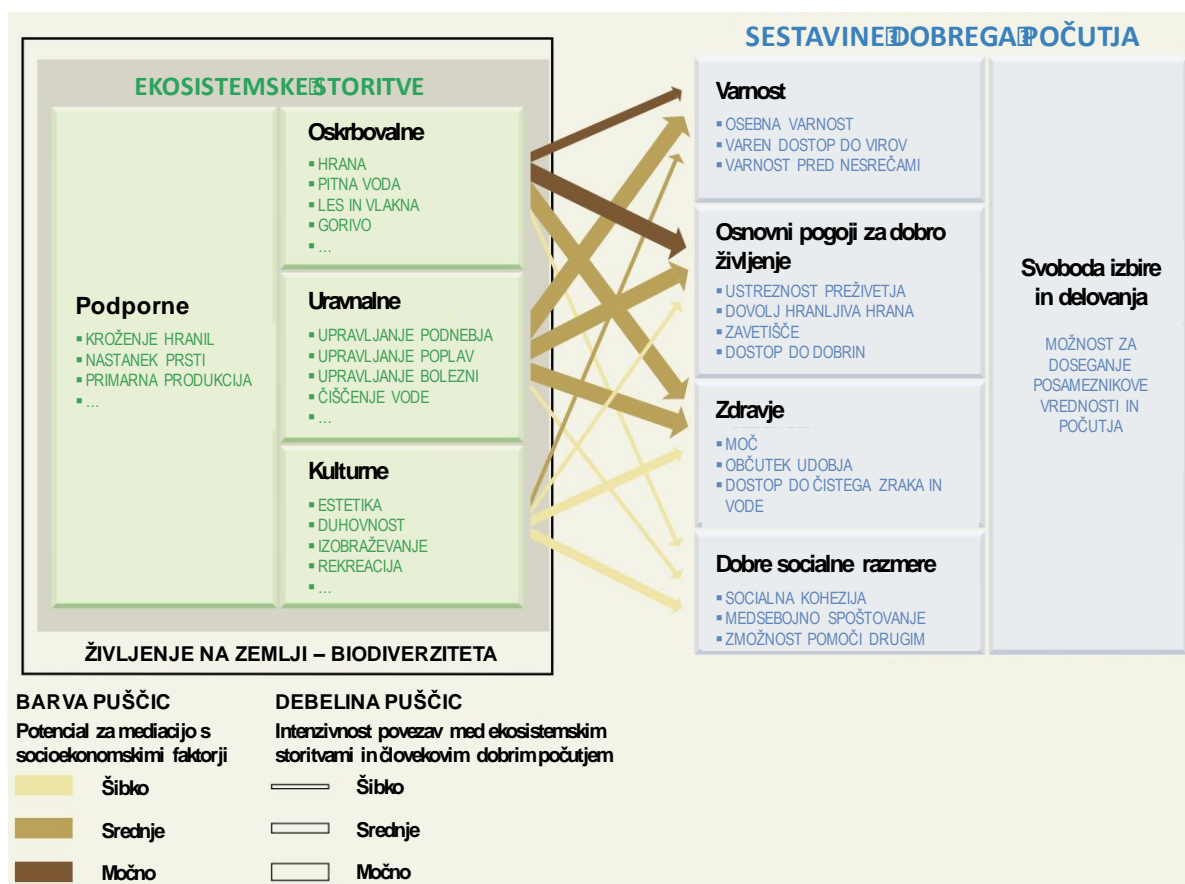 SESTAVINE DOBREGA POČUTJA
EKOSISTEMSKE STORITVE
Podporne
▪ KROŽENJE HRANIL
▪ NASTANEK PRSTI
▪ PRIMARNA PRODUKCIJA
▪ ...
Oskrbovalne
▪ HRANA
▪ PITNA VODA
▪ LES IN VLAKNA
▪ GORIVO
▪ ...
Uravnalne
▪ UPRAVLJANJE PODNEBJA
▪ UPRAVLJANJE POPLAV
▪ UPRAVLJANJE BOLEZNI
▪ ČIŠČENJE VODE
▪ ...
Kulturne
▪ ESTETIKA
▪ DUHOVNOST
▪ IZOBRAŽEVANJE
▪ REKREACIJA
▪ ...
ŽIVLJENJE NA ZEMLJI – BIODIVERZITETA
Varnost
▪ OSEBNA VARNOST
▪ VAREN DOSTOP DO VIROV
▪ VARNOST PRED NESREČAMI
Osnovni pogoji za dobro
življenje
▪ USTREZNOST PREŽIVETJA
▪ DOVOLJ HRANLJIVA HRANA
▪ ZAVETIŠČE
▪ DOSTOP DO DOBRIN
Zdravje
▪ MOČ
▪ OBČUTEK UDOBJA
▪ DOSTOP DO ČISTEGA ZRAKA IN
VODE
Dobre socialne razmere
▪ SOCIALNA KOHEZIJA
▪ MEDSEBOJNO SPOŠTOVANJE
▪ ZMOŽNOST POMOČI DRUGIM
Svoboda izbire
in delovanja
MOŽNOST ZA
DOSEGANJE
POSAMEZNIKOVE
VREDNOSTI IN
POČUTJA
BARVA PUŠČIC
Potencial za mediacijo s
socioekonomskimi faktorji
Šibko
Srednje
Močno
DEBELINA PUŠČIC
Intenzivnost povezav med ekosistemskim
storitvami in človekovim dobrim počutjem
Šibko
Srednje
Močno